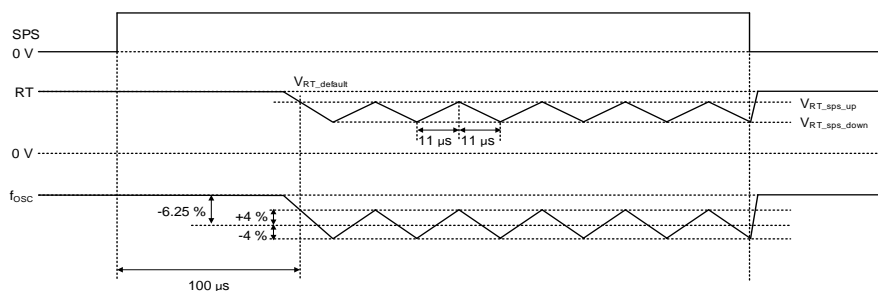 SPS
0 V
RT
V_RT_default
V_RT_sps_up
V_RT_sps_down
11 µs 11 µs
0 V
f_OSC
-6.25 %
+4 %
-4 %
100 µs